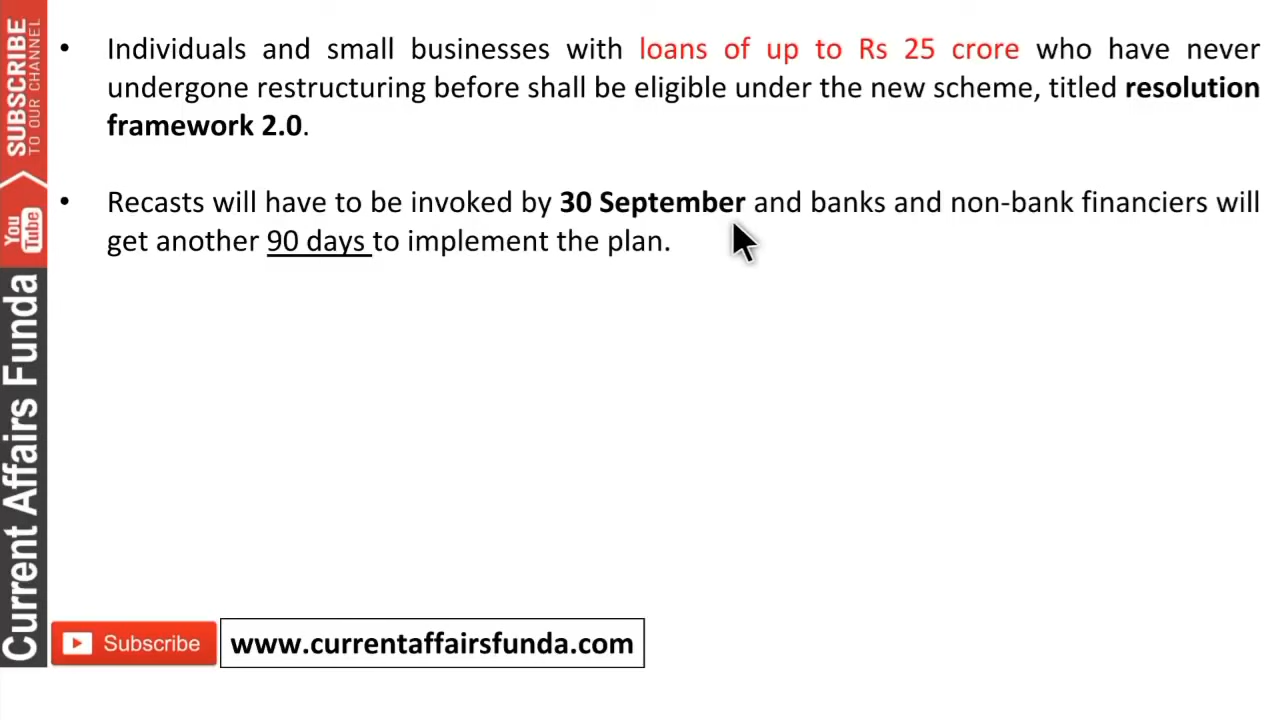 SUBSCRIBE
TO OUR CHANNEL
You
Tube
Current Affairs Funda
• Individuals and small businesses with loans of up to Rs 25 crore who have never
undergone restructuring before shall be eligible under the new scheme, titled resolution
framework 2.0.
• Recasts will have to be invoked by 30 September and banks and non-bank financiers will
get another 90 days to implement the plan.
Subscribe
www.currentaffairsfunda.com